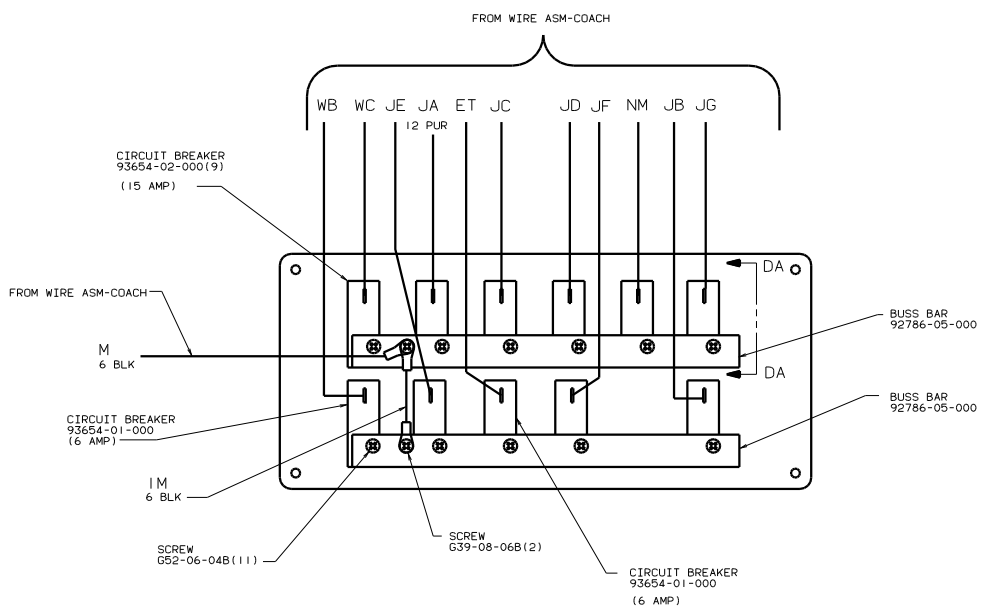 FROM WIRE ASM-COACH
WB WC JE JA ET JC JD JF NM JB JG
12 PUR
CIRCUIT BREAKER
93654-02-000(9)
(15 AMP)
DA
FROM WIRE ASM-COACH
BUSS BAR
92786-05-000
M
6 BLK
DA
BUSS BAR
92786-05-000
CIRCUIT BREAKER
93654-01-000
(6 AMP)
1M
6 BLK
SCREW
G52-06-04B(11)
SCREW
G39-08-06B(2)
CIRCUIT BREAKER
93654-01-000
(6 AMP)